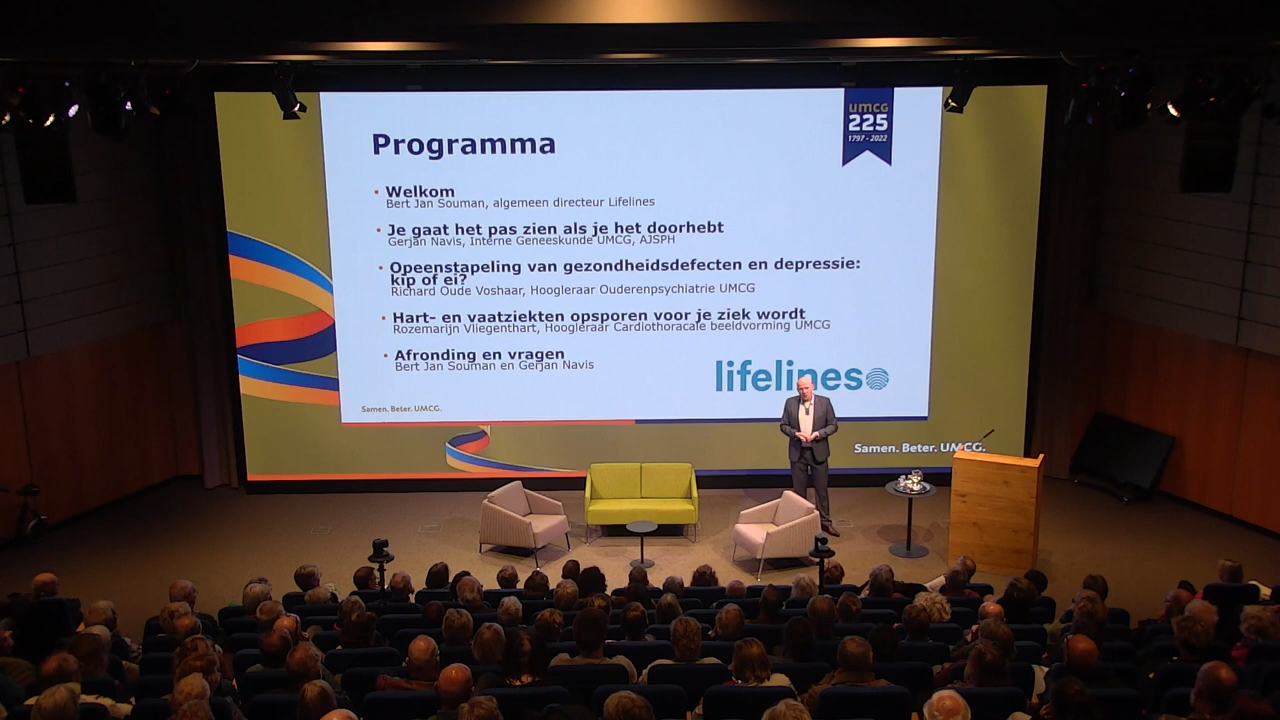 umcg
225
1797 - 2022
Programma
• Welkom
Bert Jan Souman, algemeen directeur Lifelines
• Je gaat het pas zien als je het doorhebt
Gerjan Navis, Interne Geneeskunde UMCG, AJSPH
• Opeenstapeling van gezondheidsdefecten en depressie:
kip of ei?
Richard Oude Voshaar, Hoogleraar Ouderenpsychiatrie UMCG
• Hart- en vaatziekten opsporen voor je ziek wordt
Rozemarijn Vliegenthart, Hoogleraar Cardiothoracale beeldvorming UMCG
• Afronding en vragen
Bert Jan Souman en Gerjan Navis
lifelines
Samen. Beter. UMCG.
Samen. Beter. UMCG.